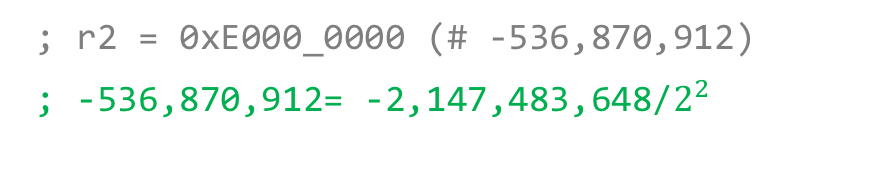 ; r2 = 0xE000_0000 (# -536,870,912)
; -536,870,912= -2,147,483,648/2²